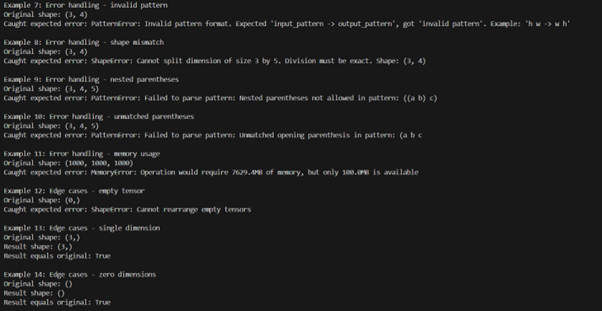 Example 7: Error handling - invalid pattern
Original shape: (3, 4)
Caught expected error: PatternError: Invalid pattern format. Expected 'input_pattern -> output_pattern', got 'invalid pattern'. Example: 'h w -> w h'
Example 8: Error handling - shape mismatch
Original shape: (3, 4)
Caught expected error: ShapeError: Cannot split dimension of size 3 by 5. Division must be exact. Shape: (3, 4)
Example 9: Error handling - nested parentheses
Original shape: (3, 4, 5)
Caught expected error: PatternError: Failed to parse pattern: Nested parentheses not allowed in pattern: ((a b) c)
Example 10: Error handling - unmatched parentheses
Original shape: (3, 4, 5)
Caught expected error: PatternError: Failed to parse pattern: Unmatched opening parenthesis in pattern: (a b c
Example 11: Error handling - memory usage
Original shape: (1000, 1000, 1000)
Caught expected error: MemoryError: Operation would require 7629.4MB of memory, but only 100.0MB is available
Example 12: Edge cases - empty tensor
Original shape: (0,)
Caught expected error: ShapeError: Cannot rearrange empty tensors
Example 13: Edge cases - single dimension
Original shape: (3,)
Result shape: (3,)
Result equals original: True
Example 14: Edge cases - zero dimensions
Original shape: ()
Result shape: ()
Result equals original: True